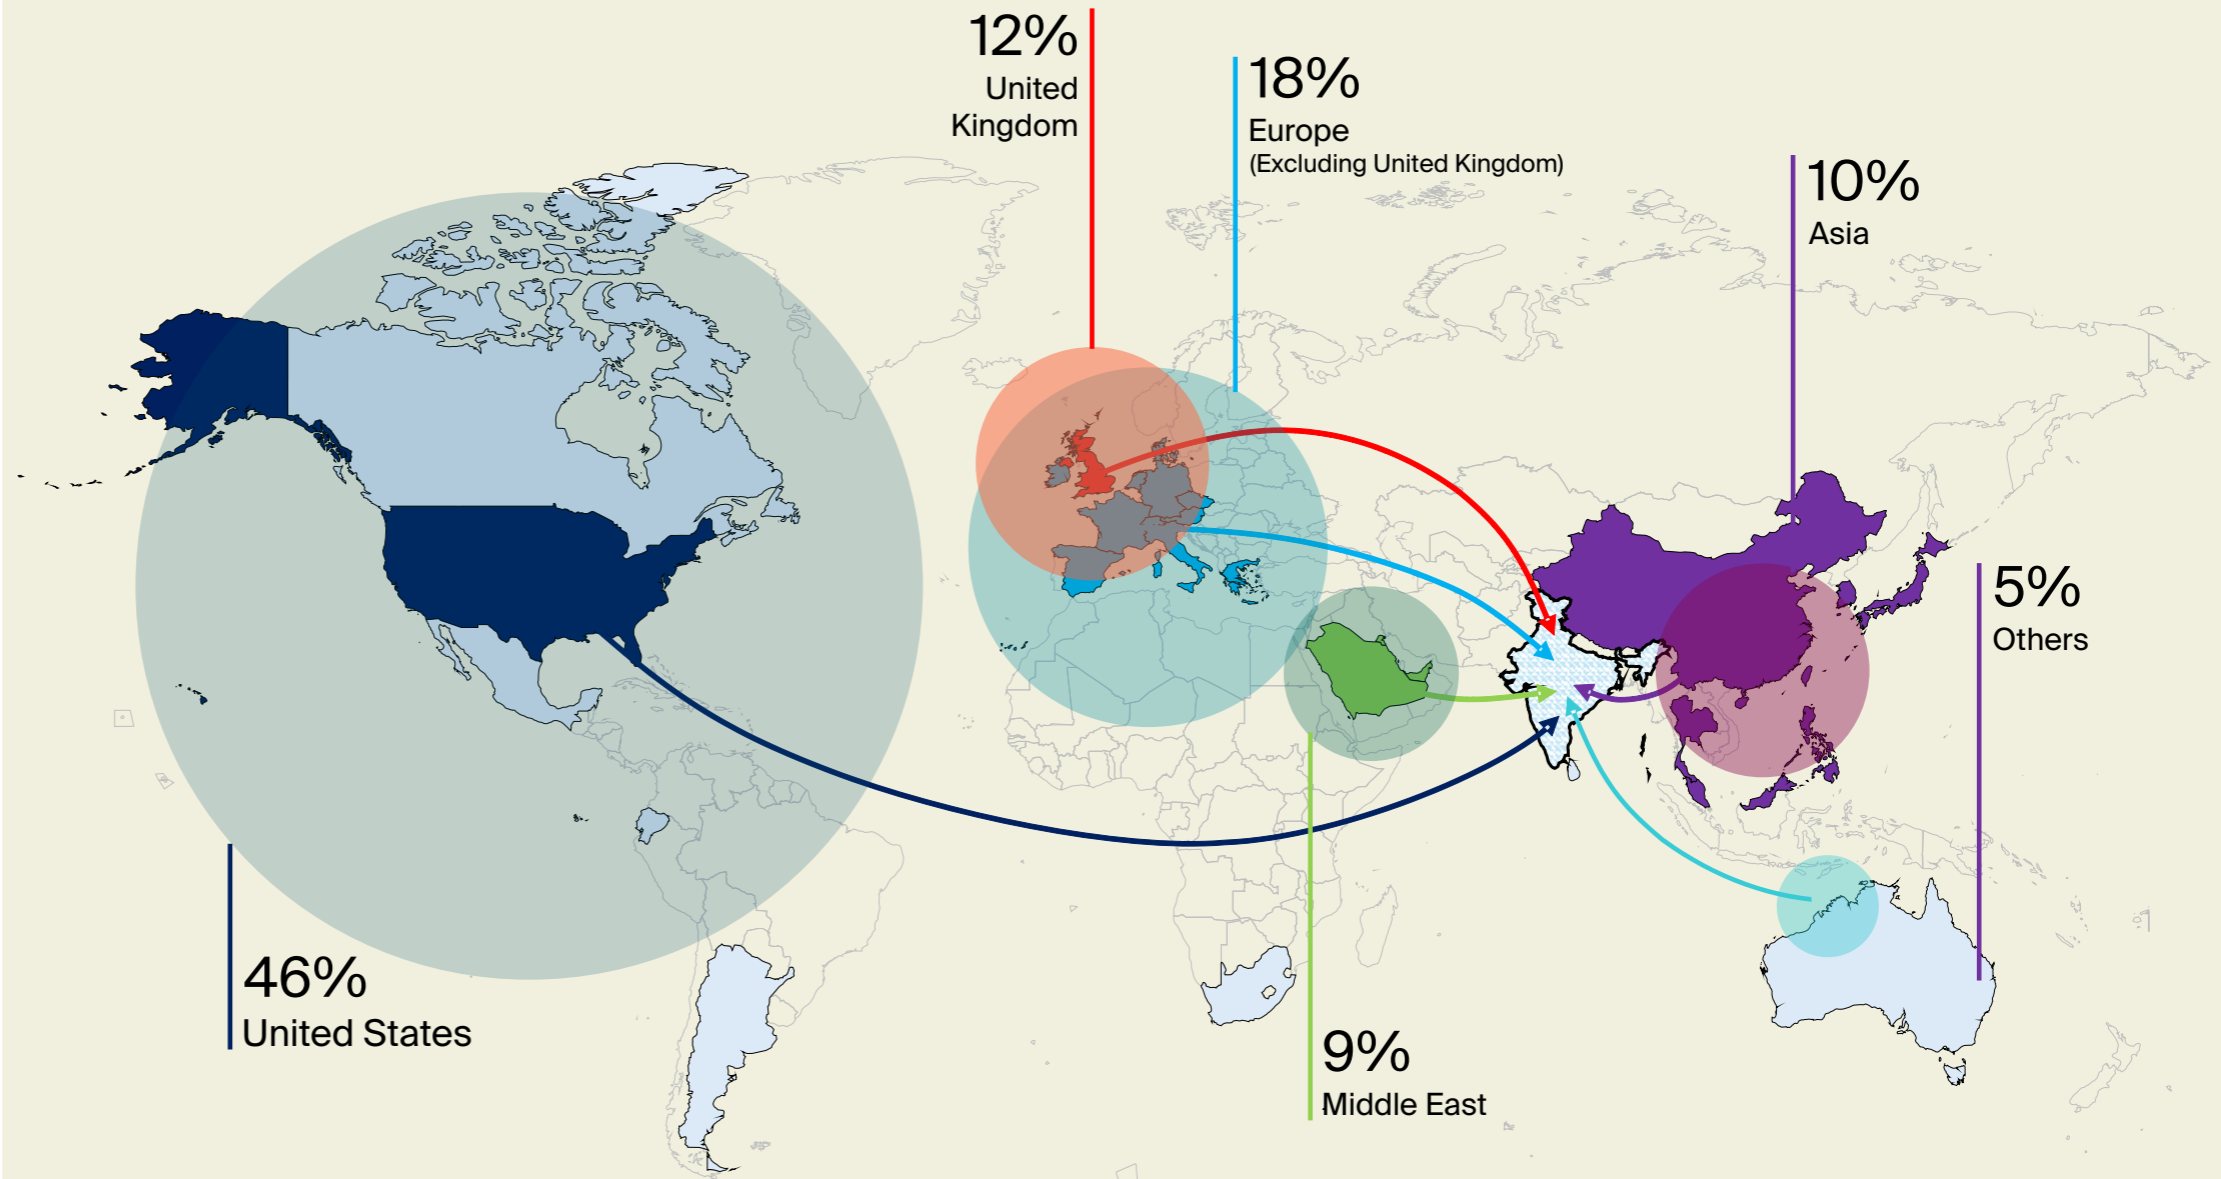 12%
United
Kingdom
18%
Europe
(Excluding United Kingdom)
10%
Asia
5%
Others
46%
United States
9%
Middle East